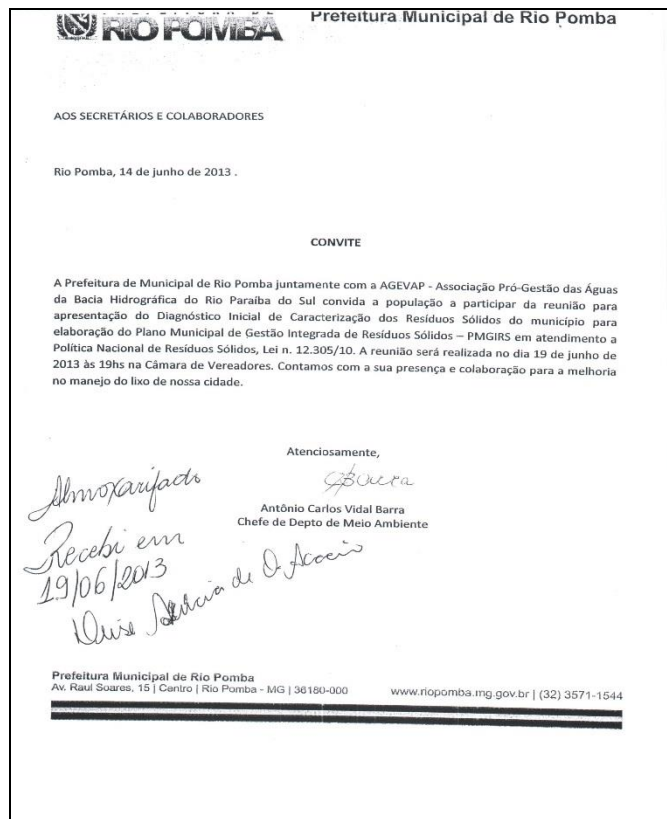 RIO POMBA
Prefeitura Municipal de Rio Pomba
AOS SECRETÁRIOS E COLABORADORES
Rio Pomba, 14 de junho de 2013 .
CONVITE
A Prefeitura de Municipal de Rio Pomba juntamente com a AGEVAP - Associação Pró-Gestão das Águas
da Bacia Hidrográfica do Rio Paraíba do Sul convida a população a participar da reunião para
apresentação do Diagnóstico Inicial de Caracterização dos Resíduos Sólidos do município para
elaboração do Plano Municipal de Gestão Integrada de Resíduos Sólidos – PMGIRS em atendimento a
Política Nacional de Resíduos Sólidos, Lei n. 12.305/10. A reunião será realizada no dia 19 de junho de
2013 às 19hs na Câmara de Vereadores. Contamos com a sua presença e colaboração para a melhoria
no manejo do lixo de nossa cidade.
Atenciosamente,
Antônio Carlos Vidal Barra
Chefe de Depto de Meio Ambiente
Almoxarifado
Recebi em
19/06/2013
de O. Acacio
Prefeitura Municipal de Rio Pomba
Av. Raul Soares, 15 | Centro | Rio Pomba - MG | 36180-000
www.riopomba.mg.gov.br | (32) 3571-1544